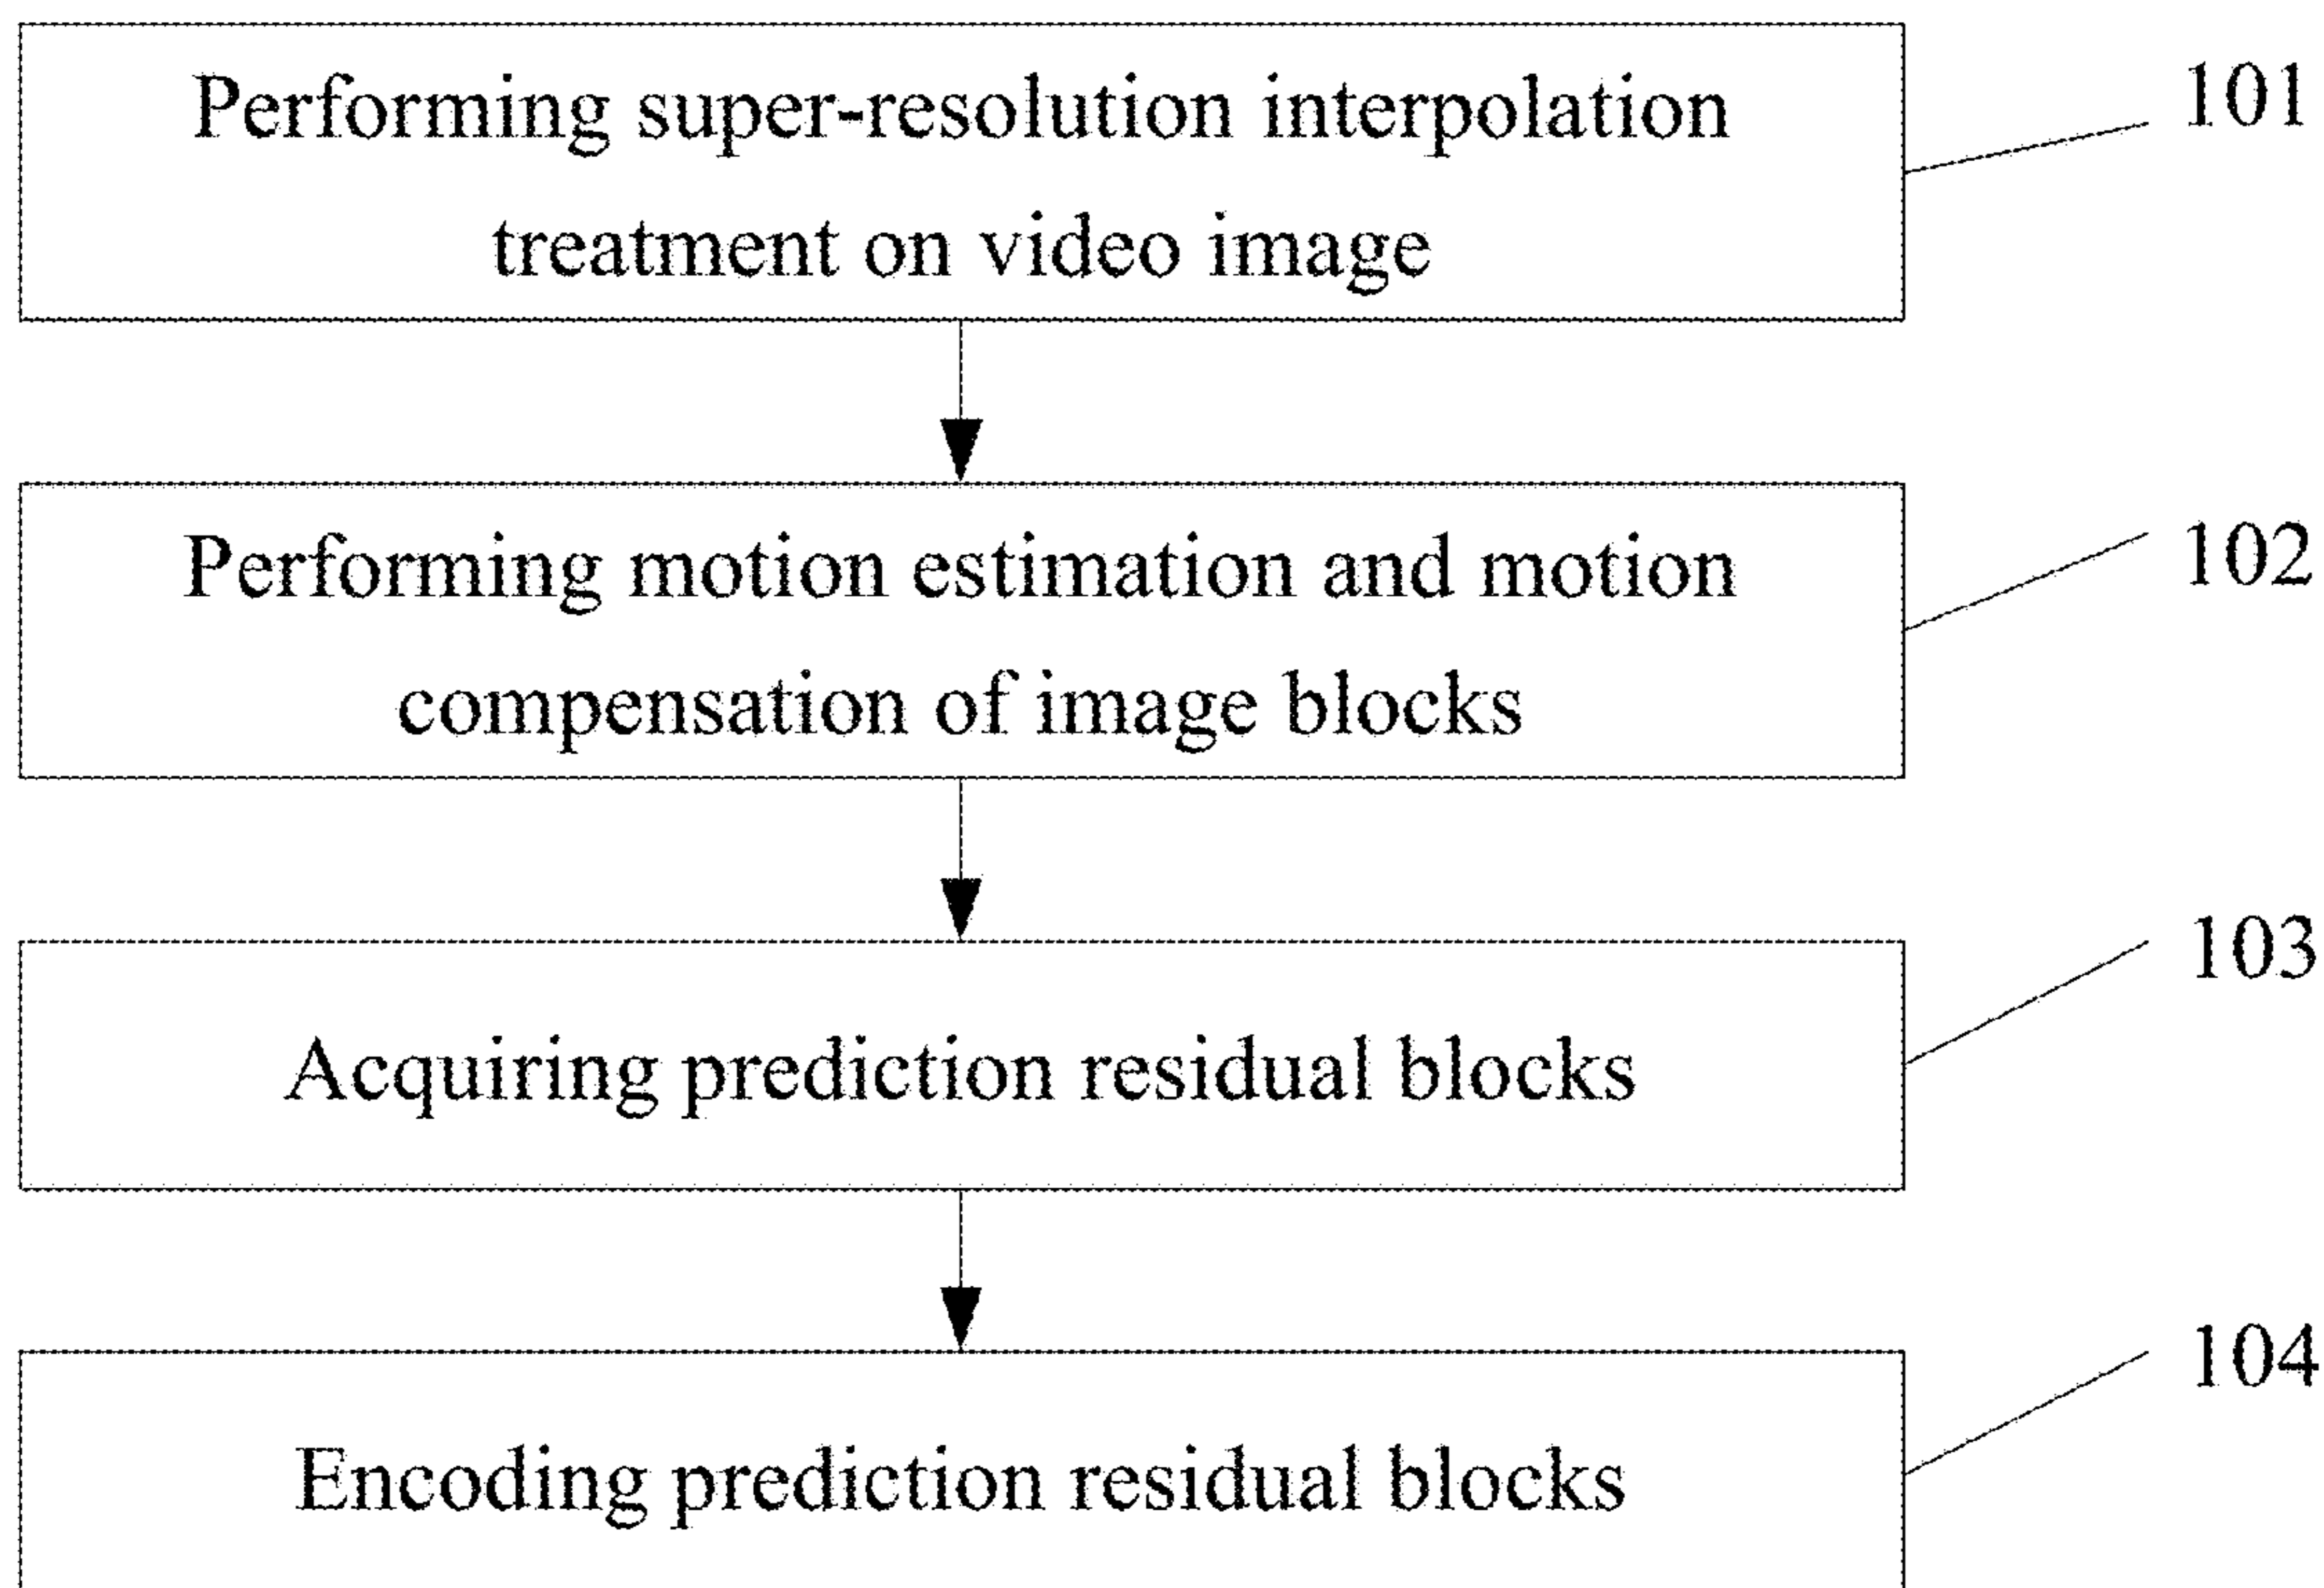 Performing super-resolution interpolation
treatment on video image
101
Performing motion estimation and motion
compensation of image blocks
102
Acquiring prediction residual blocks
103
Encoding prediction residual blocks
104